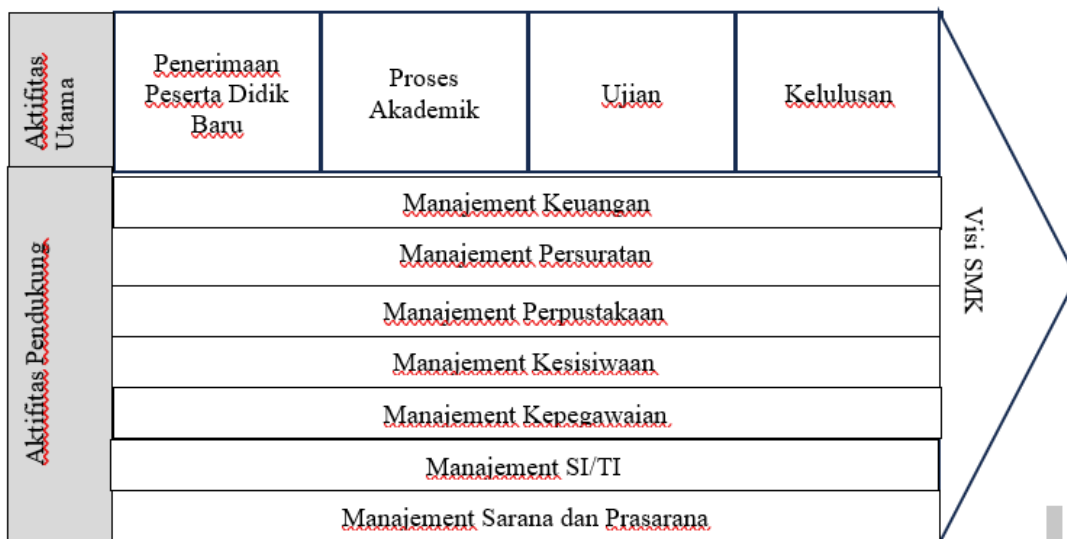 Aktifitas
Utama
Penerimaan
Peserta Didik
Baru
Proses
Akademik
Ujian
Kelulusan
Aktifitas Pendukung
Manajement Keuangan
Manajement Persuratan
Manajement Perpustakaan
Manajement Kesisiwaan
Manajement Kepegawaian
Manajement SI/TI
Manajement Sarana dan Prasarana
Visi SMK